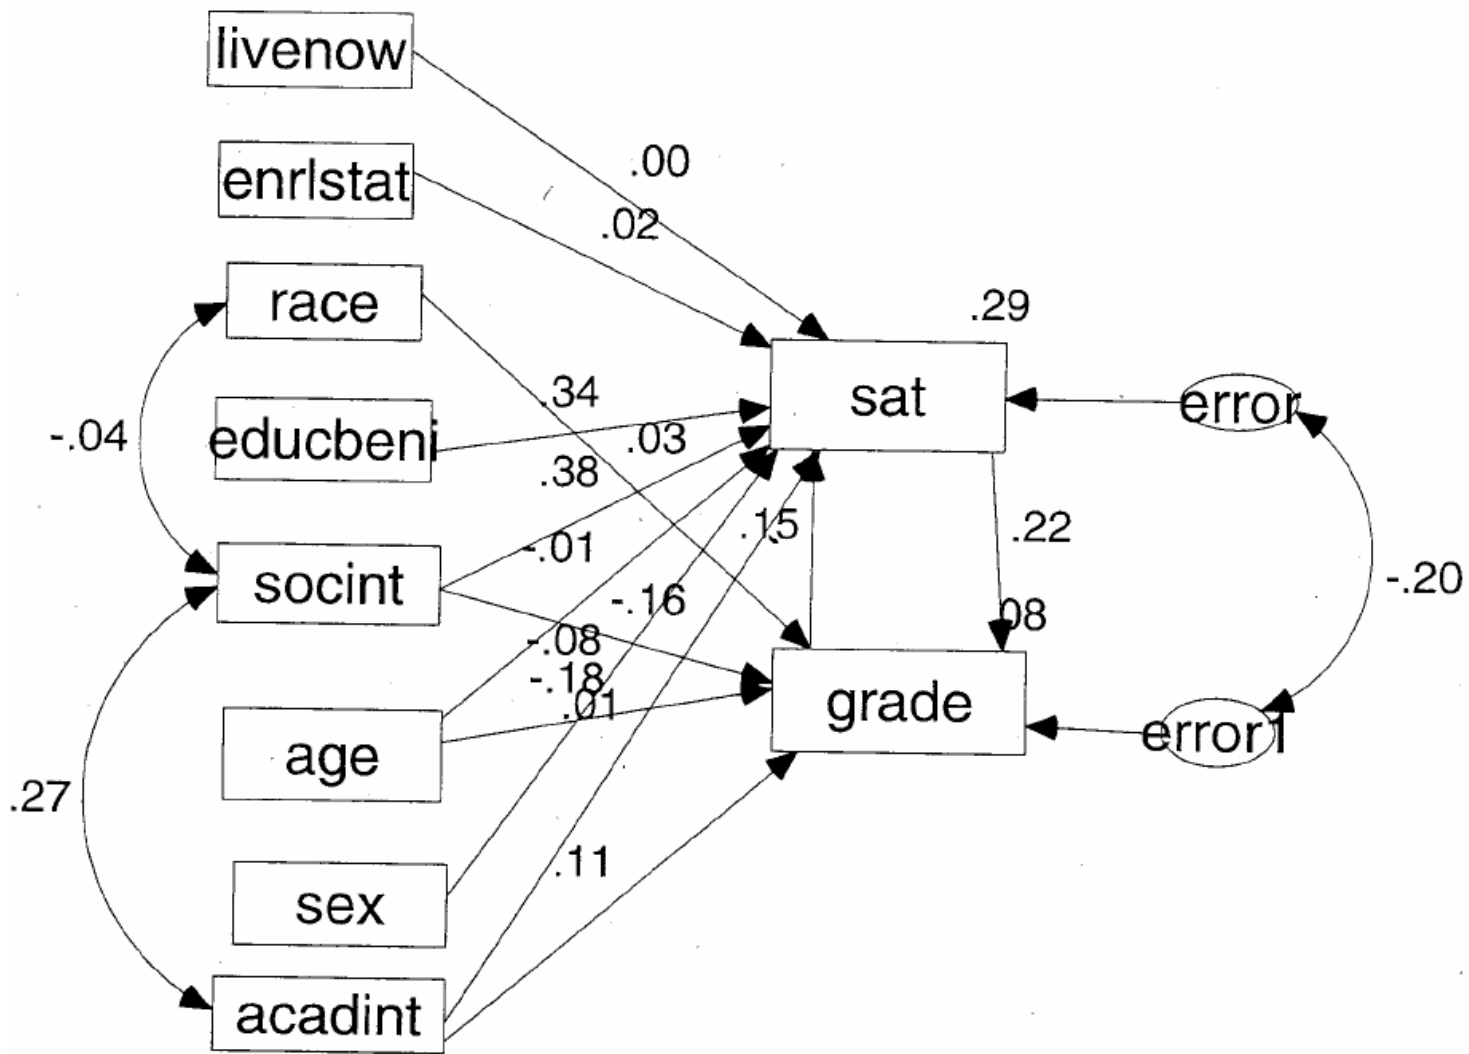 livenow
.00
enrlstat
.02
race
.29
.34
sat
error
-.04
educbeni
.03
.38
.15
.22
-.01
socint
-.20
-.16
.08
-.08
-.18
.01
grade
error1
age
.27
.11
sex
acadint